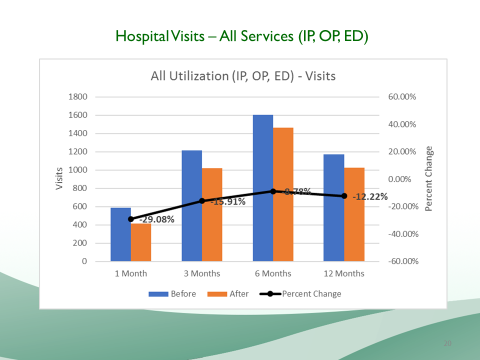 Hospital Visits – All Services (IP, OP, ED)
All Utilization (IP, OP, ED) - Visits
1800
1600
1400
1200
1000
800
600
400
200
0
Visits
60.00%
40.00%
20.00%
0.00%
-20.00%
-40.00%
-60.00%
Percent Change
-29.08%
-15.91%
-8.78%
-12.22%
1 Month
3 Months
6 Months
12 Months
Before
After
Percent Change